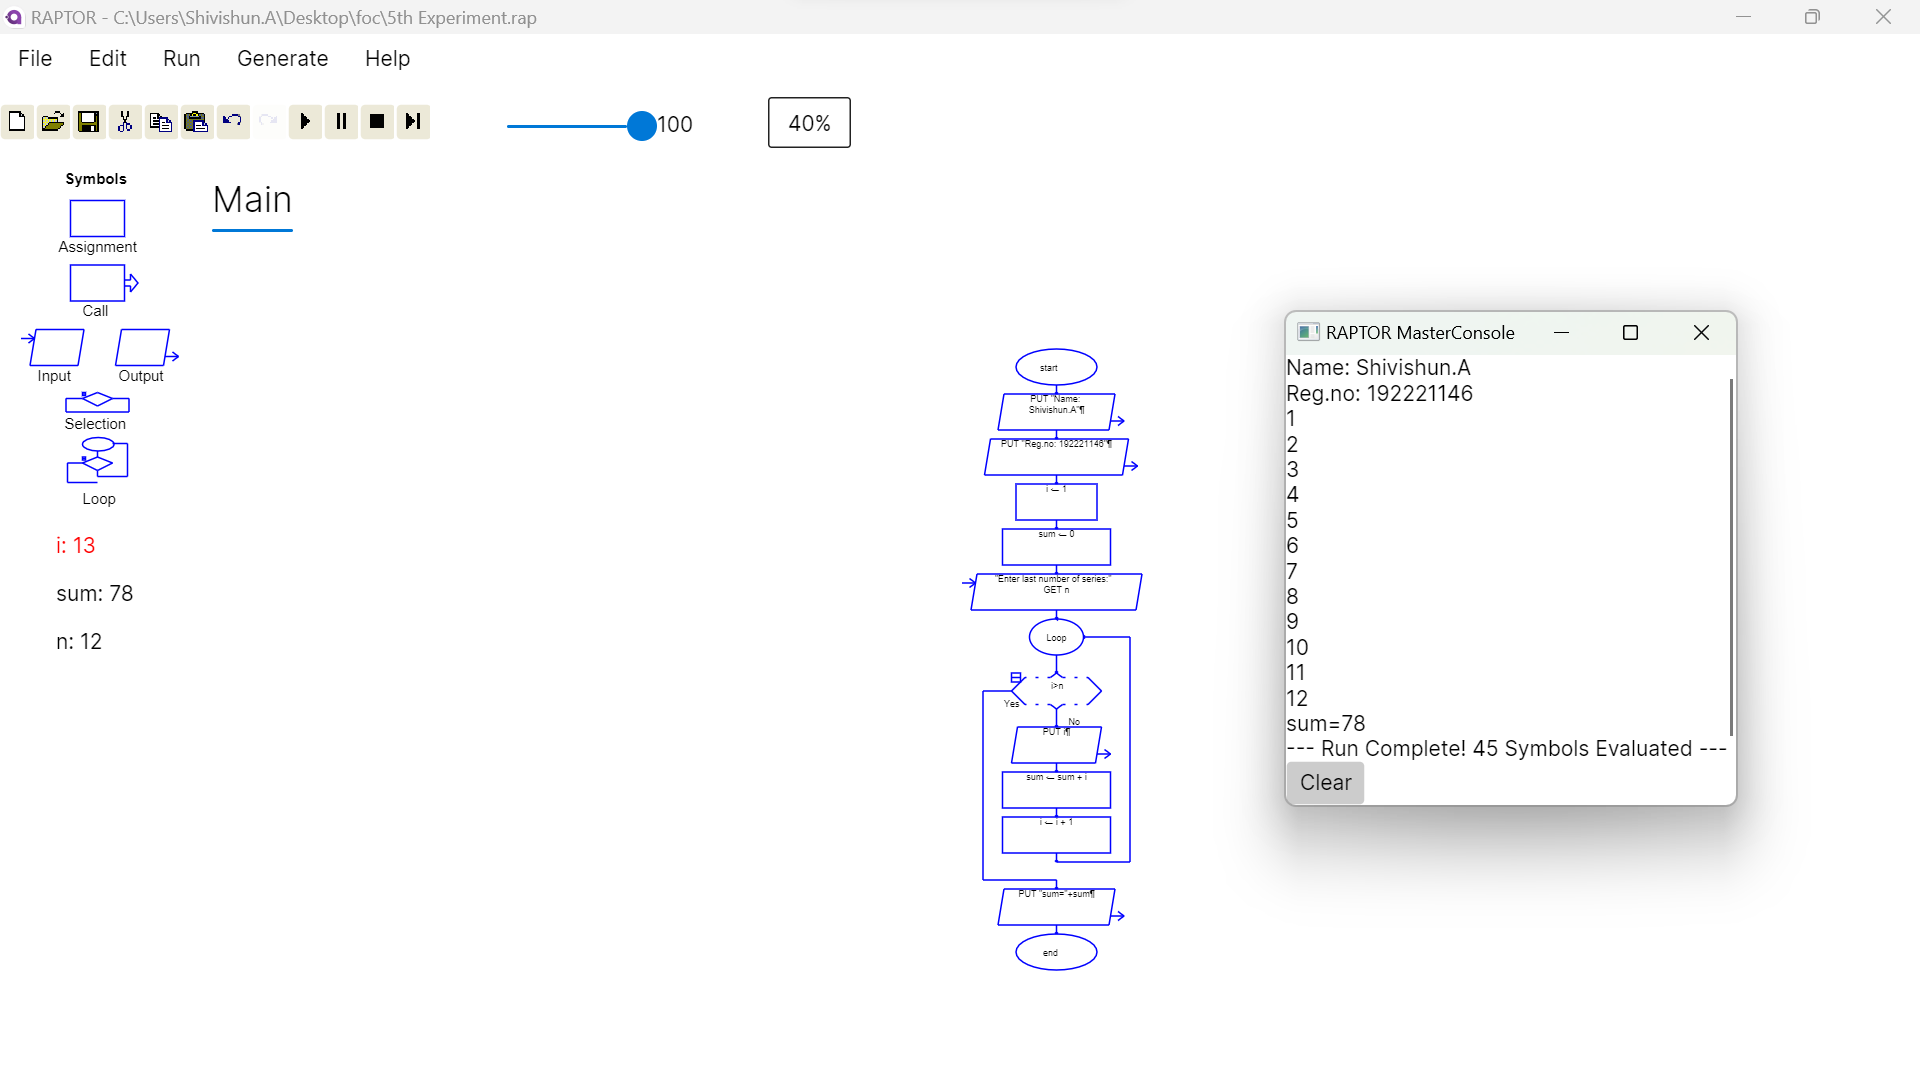 RAPTOR - C:\Users\Shivishun.A\Desktop\foc\5th Experiment.rap
File Edit Run Generate Help
100
40%
Symbols
Assignment
Call
Input Output
Selection
Loop
i: 13
sum: 78
n: 12
Main
start
PUT "Name:
Shivishun.A"¶
PUT "Reg.no: 192221146"¶
i ← 1
sum ← 0
"Enter last number of series:"
GET n
Loop
i>n
Yes
No
PUT i¶
sum ← sum + i
i ← i + 1
PUT "sum="+sum¶
end
RAPTOR MasterConsole
Name: Shivishun.A
Reg.no: 192221146
1
2
3
4
5
6
7
8
9
10
11
12
sum=78
--- Run Complete! 45 Symbols Evaluated ---
Clear